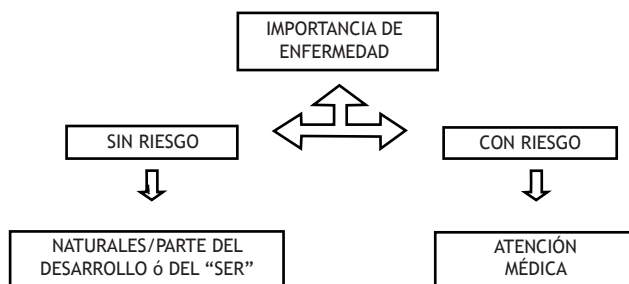 IMPORTANCIA DE
ENFERMEDAD
SIN RIESGO
CON RIESGO
NATURALES/PARTE DEL
DESARROLLO ó DEL “SER”
ATENCIÓN
MÉDICA